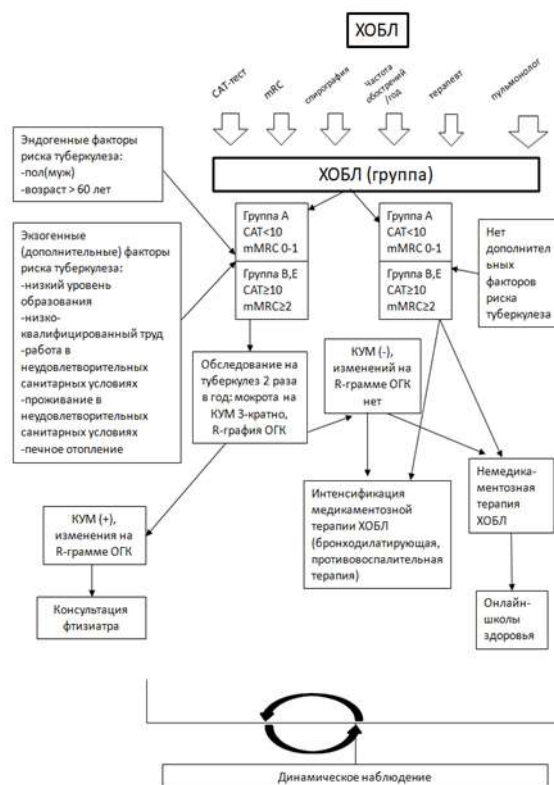 ХОБЛ
CAT-тест
mRC
спирография
Частота
обострений
/год
терапевт
пульмонолог
ХОБЛ (группа)
Эндогенные факторы
риска туберкулеза:
-пол(муж)
-возраст > 60 лет
Экзогенные
(дополнительные) факторы
риска туберкулеза:
-низкий уровень
образования
-низко-
квалифицированный труд
-работа в
неудовлетворительных
санитарных условиях
-проживание в
неудовлетворительных
санитарных условиях
-печное отопление
Группа А
CAT<10
mMRC 0-1
Группа B,E
CAT≥10
mMRC≥2
Группа А
CAT<10
mMRC 0-1
Группа B,E
CAT≥10
mMRC≥2
Нет
дополнител
ьных
факторов
риска
туберкулеза
Обследование на
туберкулез 2 раза
в год: мокрота на
КУМ 3-кратно,
R-графия ОГК
КУМ (-),
изменений на
R-грамме ОГК
нет
КУМ (+),
изменения на
R-грамме ОГК
Консультация
фтизиатра
Интенсификация
медикаментозной
терапии ХОБЛ
(бронходилатирующая,
противовоспалительная
терапия)
Немедика-
ментозная
терапия
ХОБЛ
Онлайн-
школы
здоровья
Динамическое наблюдение